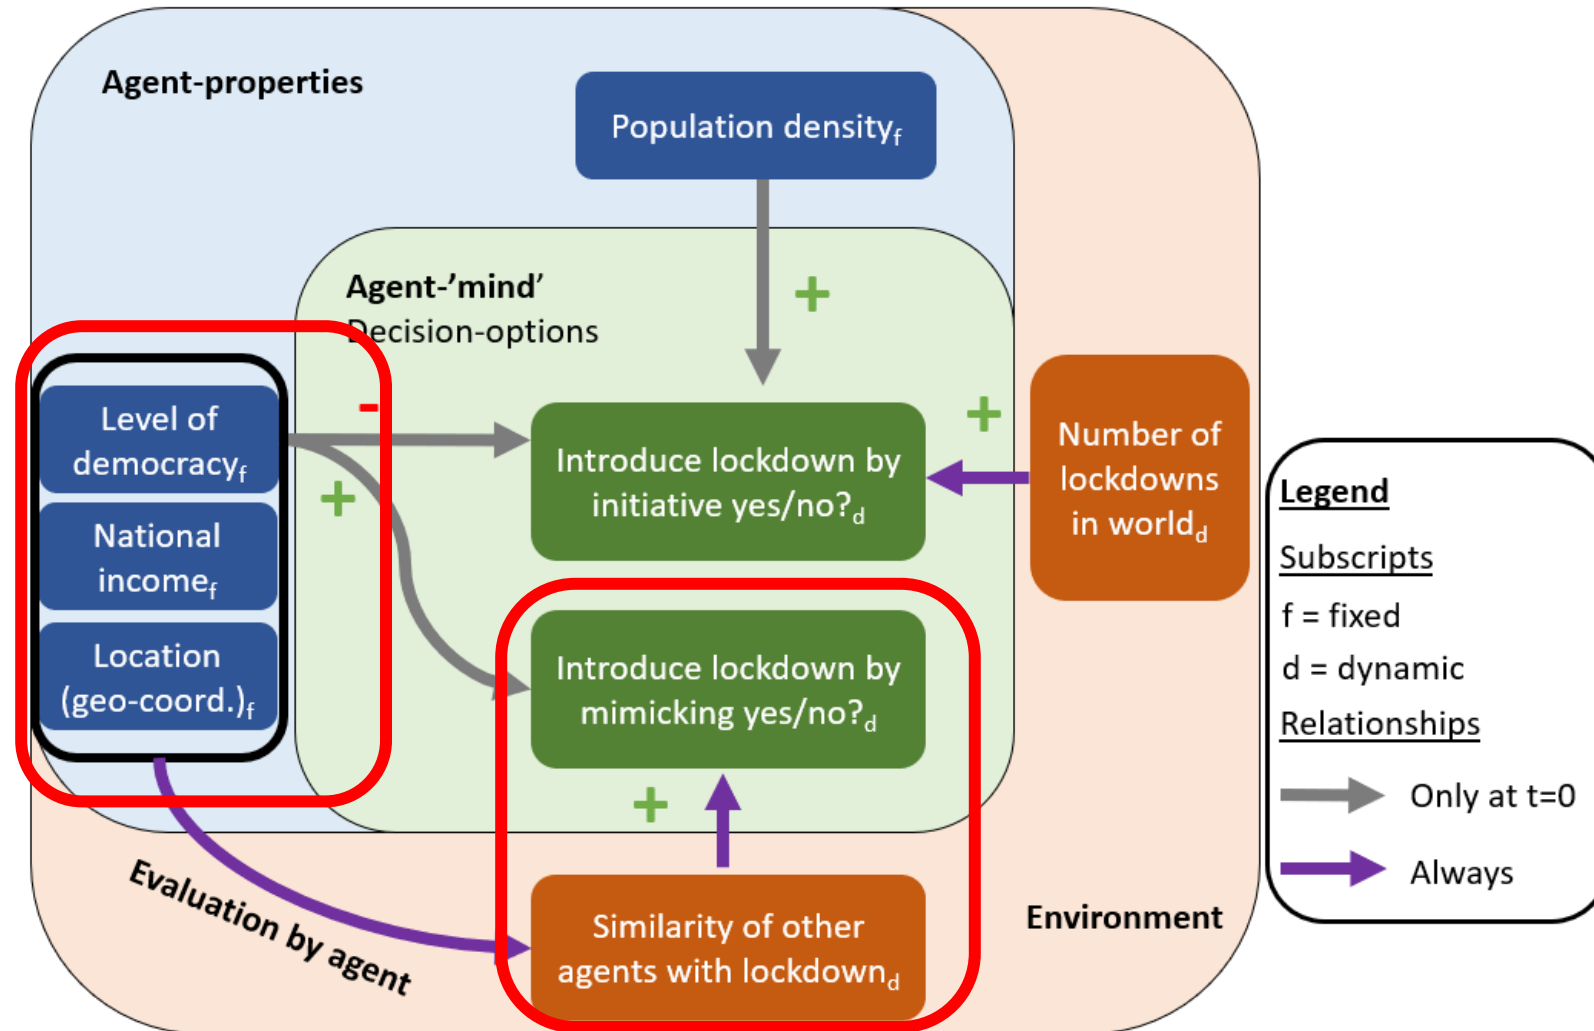 Agent-properties
Population density_f
+
Agent-’mind’
Decision-options
Level of
democracy_f
National
income_f
Location
(geo-coord.)_f
-
+
Introduce lockdown by
initiative yes/no?_d
+
Number of
lockdowns
in world_d
Introduce lockdown by
mimicking yes/no?_d
+
Evaluation by agent
Similarity of other
agents with lockdown_d
Environment
Legend
Subscripts
f = fixed
d = dynamic
Relationships
Only at t=0
Always